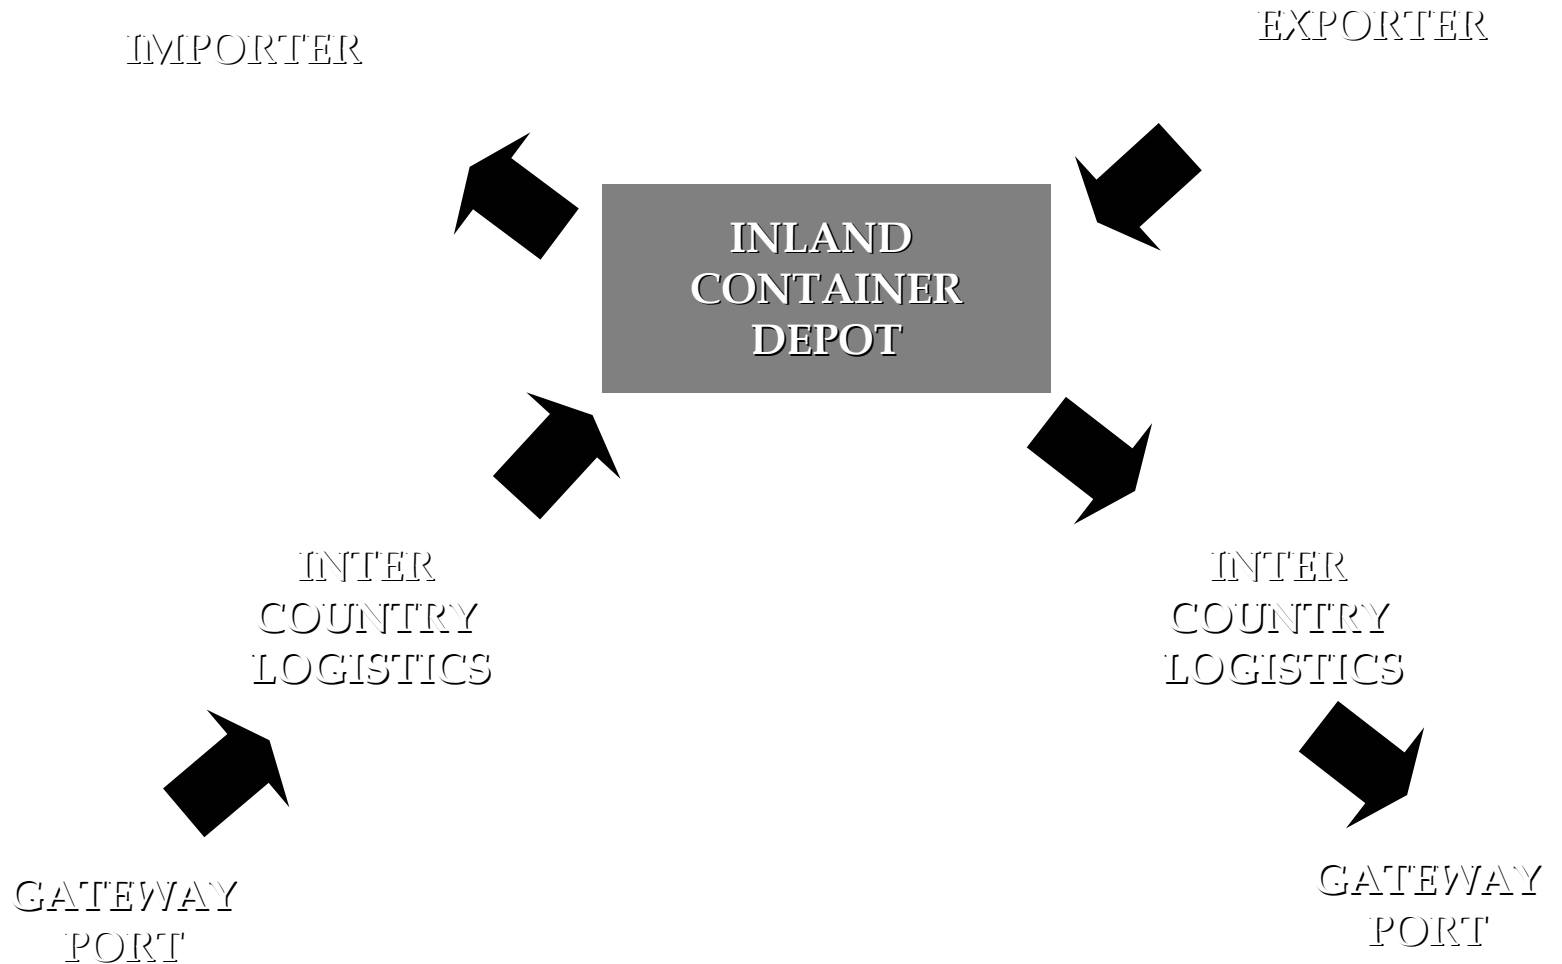 IMPORTER
EXPORTER
INLAND
CONTAINER
DEPOT
INTER
COUNTRY
LOGISTICS
INTER
COUNTRY
LOGISTICS
GATEWAY
PORT
GATEWAY
PORT